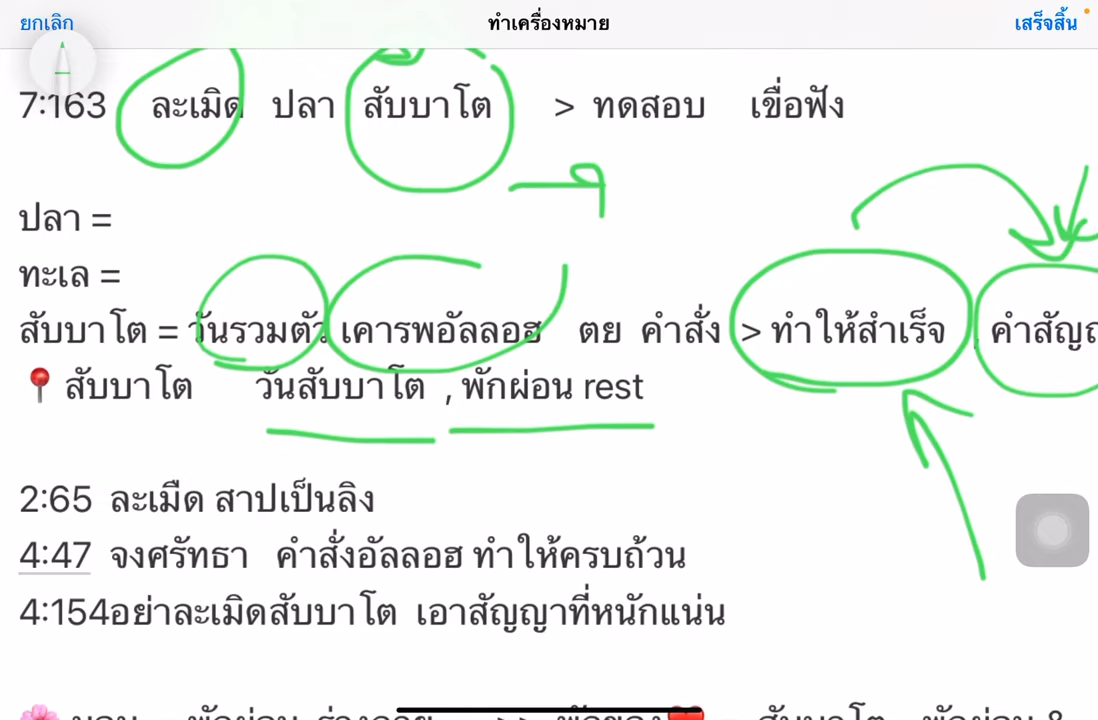 ยกเลิก ทำเครื่องหมาย เสร็จสิ้น
7:163 ละเมิด ปลา สับบาโต > ทดสอบ เชื่อฟัง
ปลา =
ทะเล =
สับบาโต = วันรวมตัว เคารพอัลลอฮ ตย คำสั่ง > ทำให้สำเร็จ , คำสัญญ
📍 สับบาโต วันสับบาโต , พักผ่อน rest
2:65 ละเมืด สาปเป็นลิง
4:47 จงศรัทธา คำสั่งอัลลอฮ ทำให้ครบถ้วน
4:154อย่าละเมิดสับบาโต เอาสัญญาที่หนักแน่น